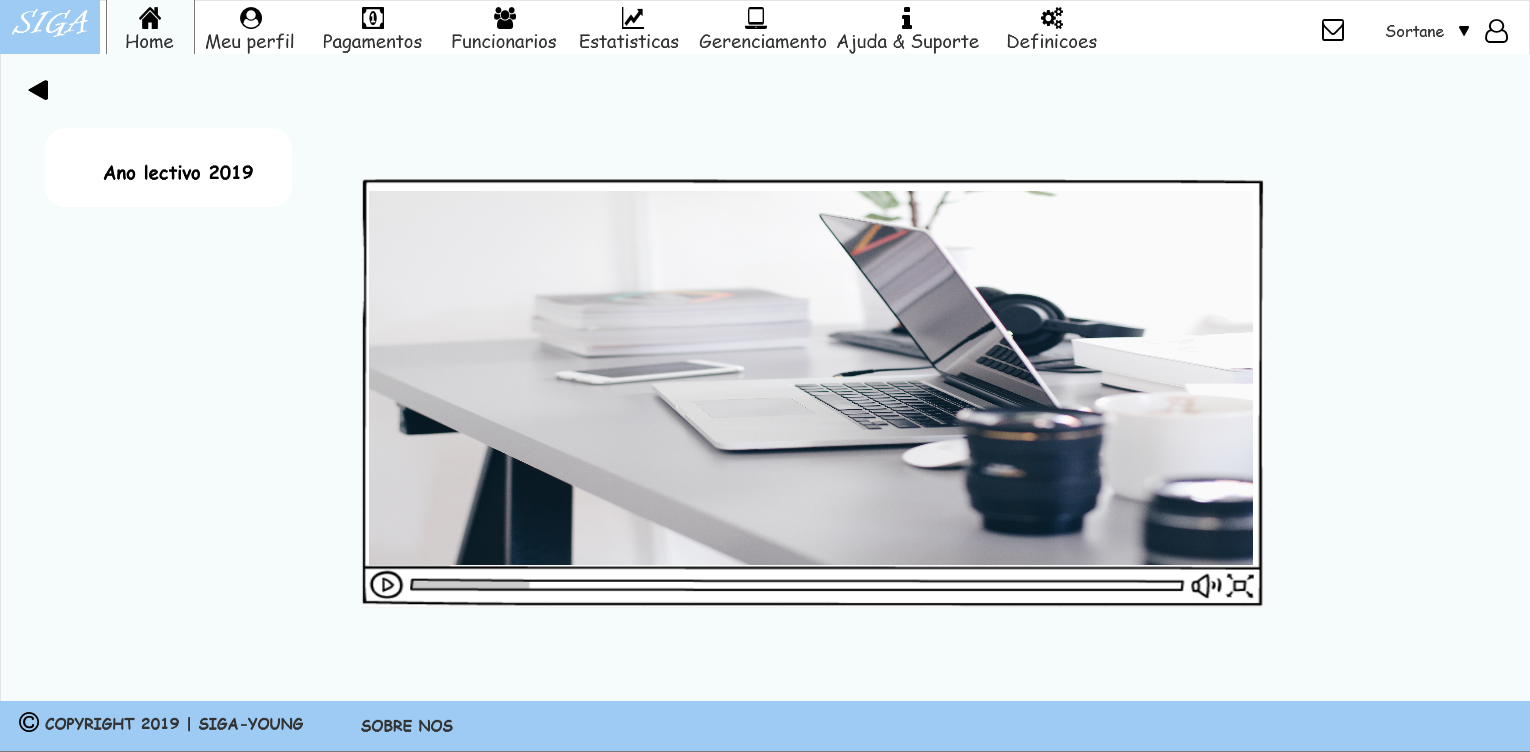 SIGA
Home Meu perfil Pagamentos Funcionarios Estatisticas Gerenciamento Ajuda & Suporte Definicoes
Sortane
Ano lectivo 2019
© COPYRIGHT 2019 | SIGA-YOUNG
SOBRE NOS